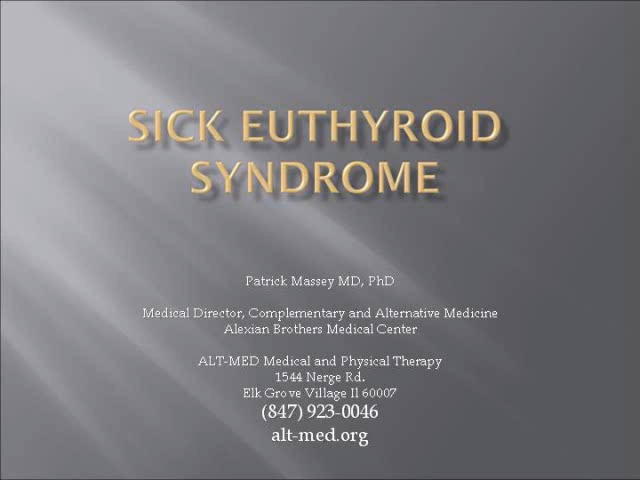 SICK EUTHYROID
SYNDROME
Patrick Massey MD, PhD
Medical Director, Complementary and Alternative Medicine
Alexian Brothers Medical Center
ALT-MED Medical and Physical Therapy
1544 Nerge Rd.
Elk Grove Village Il 60007
(847) 923-0046
alt-med.org